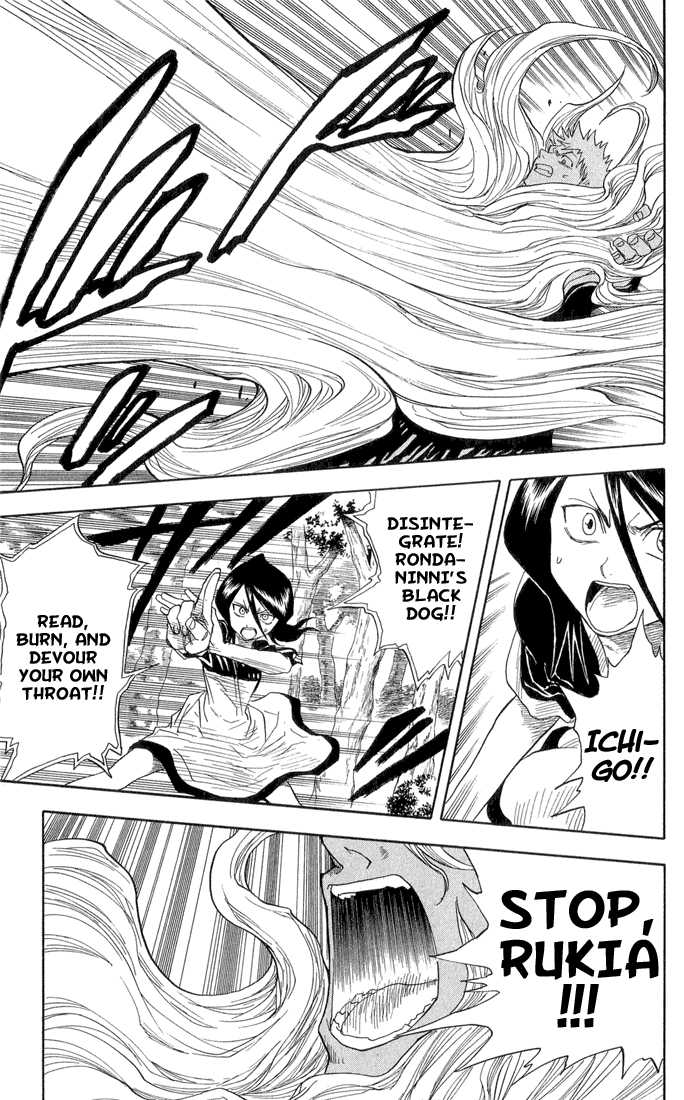 ICHI-
GO!!
DISINTE-
GRATE!
RONDA-
NINNI'S
BLACK
DOG!!
READ,
BURN, AND
DEVOUR
YOUR OWN
THROAT!!
STOP,
RUKIA
!!!